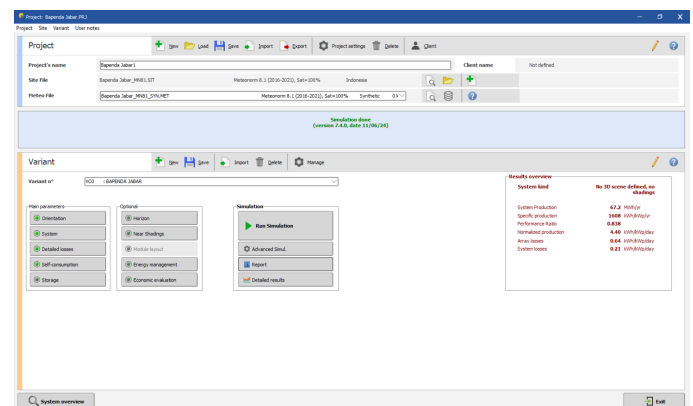 Project: Bapenda Jabar.PRJ
Project Site Variant User notes
Project New Load Save Import Export Project settings Delete Client
Project's name Bapenda Jabar1 Client name Not defined
Site File Bapenda Jabar_MN81.SIT Meteonorm 8.1 (2016-2021), Sat=100% Indonesia
Meteo File Bapenda Jabar_MN81_SYN.MET Meteonorm 8.1 (2016-2021), Sat=100% Synthetic
Simulation done
(version 7.4.0, date 11/06/24)
Variant New Save Import Delete Manage
Variant n° VC0 : BAPENDA JABAR
Results overview
System kind No 3D scene defined, no
shadings
System Production 67.2 MWh/yr
Specific production 1608 kWh/kWp/yr
Performance Ratio 0.838
Normalized production 4.40 kWh/kWp/day
Array losses 0.64 kWh/kWp/day
System losses 0.21 kWh/kWp/day
Main parameters
Orientation
System
Detailed losses
Self-consumption
Storage
Optional
Horizon
Near Shadings
Module layout
Energy management
Economic evaluation
Simulation
Run Simulation
Advanced Simul.
Report
Detailed results
System overview
Exit